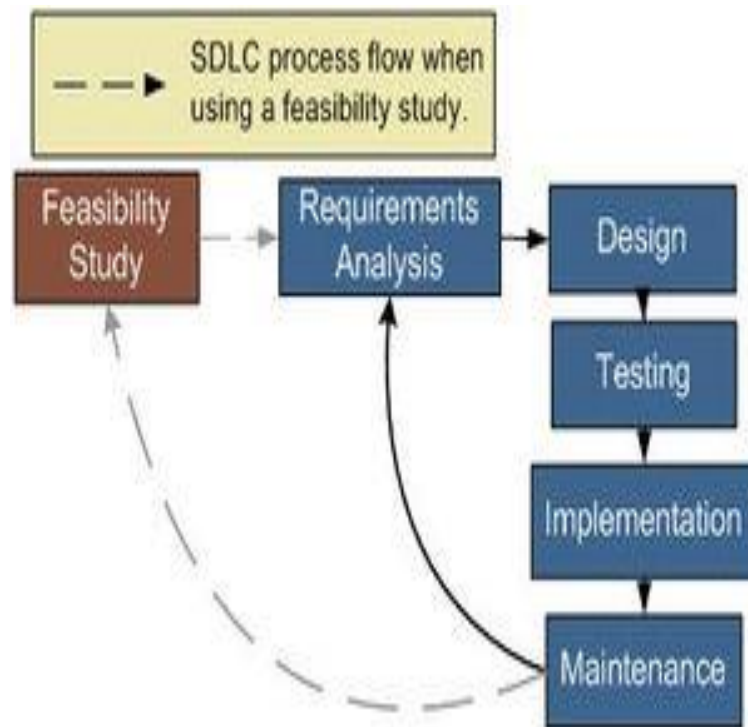 SDLC process flow when
using a feasibility study.
Feasibility
Study
Requirements
Analysis
Design
Testing
Implementation
Maintenance